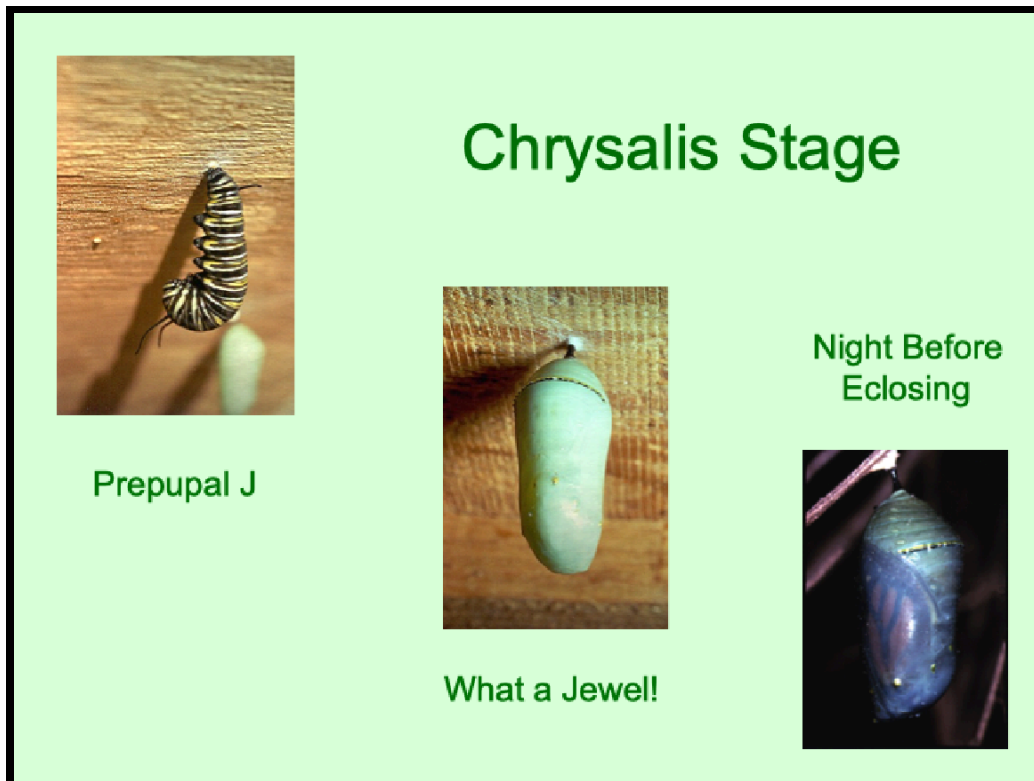 Chrysalis Stage
Prepupal J
What a Jewel!
Night Before
Eclosing